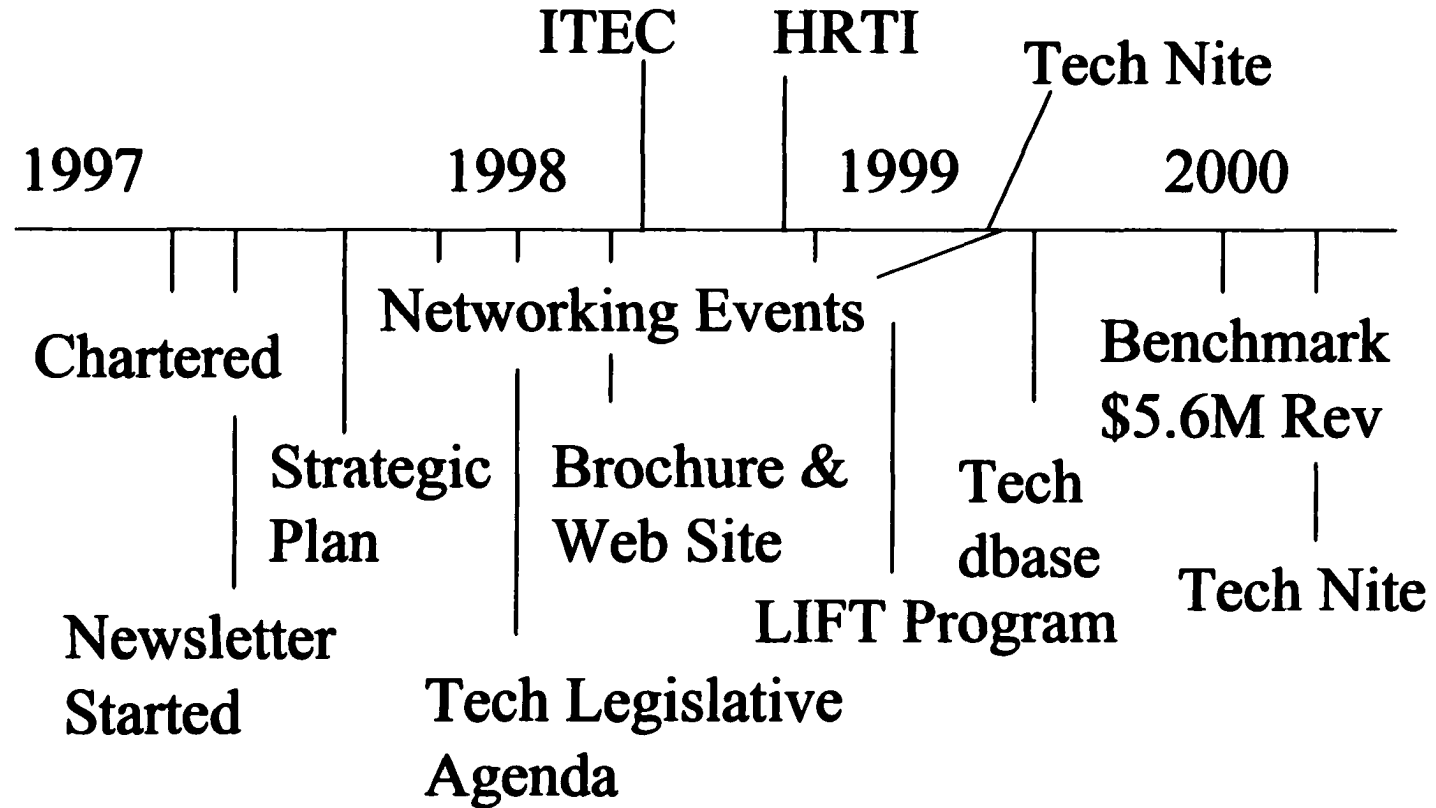 ITEC HRTI
Tech Nite
1997 1998 1999 2000
Networking Events
Chartered
Benchmark
$5.6M Rev
Strategic
Plan
Brochure &
Web Site
Tech
dbase
LIFT Program
Tech Nite
Newsletter
Started
Tech Legislative
Agenda